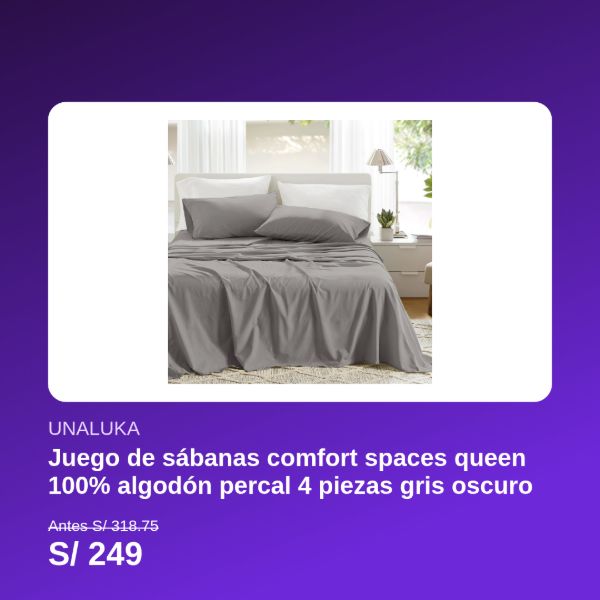 UNALUKA
Juego de sábanas comfort spaces queen
100% algodón percal 4 piezas gris oscuro
Antes S/ 318.75
S/ 249